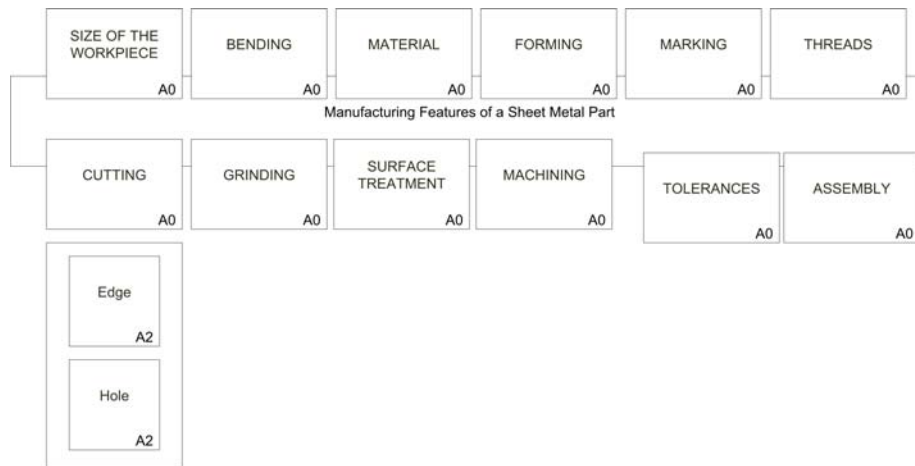 SIZE OF THE
WORKPIECE
A0
BENDING
A0
MATERIAL
A0
FORMING
A0
MARKING
A0
THREADS
A0
Manufacturing Features of a Sheet Metal Part
CUTTING
A0
GRINDING
A0
SURFACE
TREATMENT
A0
MACHINING
A0
TOLERANCES
A0
ASSEMBLY
A0
Edge
A2
Hole
A2